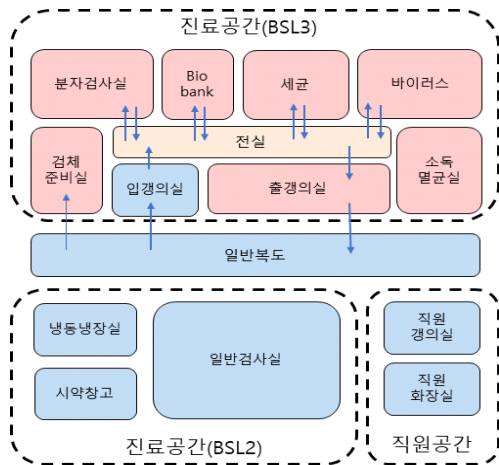 진료공간(BSL3)
분자검사실
Bio
bank
세균
바이러스
전실
검체
준비실
입갱의실
출갱의실
소독
멸균실
일반복도
냉동냉장실
일반검사실
시약창고
직원
갱의실
직원
화장실
진료공간(BSL2)
직원공간